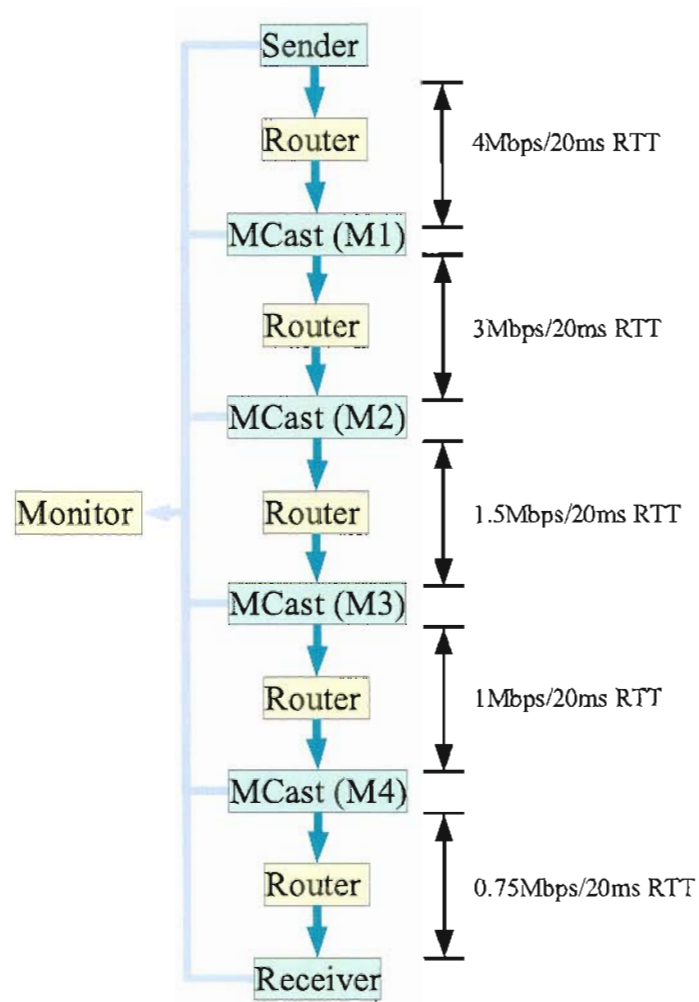 Sender
Router
4Mbps/20ms RTT
MCast (M1)
Router
3Mbps/20ms RTT
MCast (M2)
Monitor
Router
1.5Mbps/20ms RTT
MCast (M3)
Router
1Mbps/20ms RTT
MCast (M4)
Router
0.75Mbps/20ms RTT
Receiver